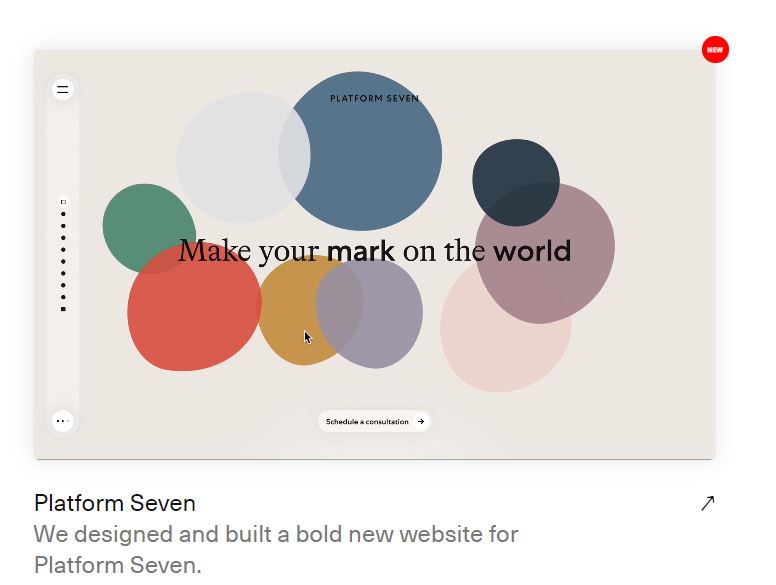 NEW
PLATFORM SEVEN
Make your mark on the world
Schedule a consultation
Platform Seven
We designed and built a bold new website for
Platform Seven.